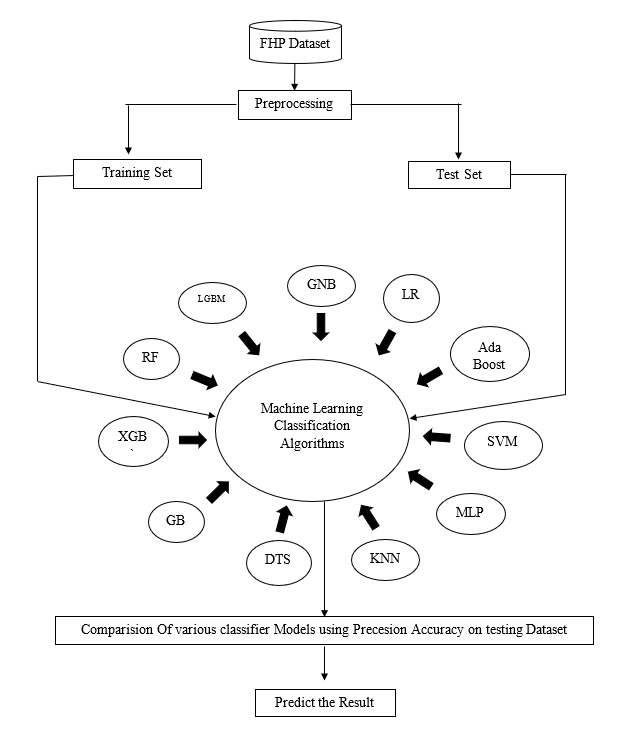 FHP Dataset
Preprocessing
Training Set
Test Set
GNB
LR
LGBM
Ada
Boost
RF
Machine Learning
Classification
Algorithms
XGB
`
SVM
MLP
GB
DTS
KNN
Comparision Of various classifier Models using Precesion Accuracy on testing Dataset
Predict the Result